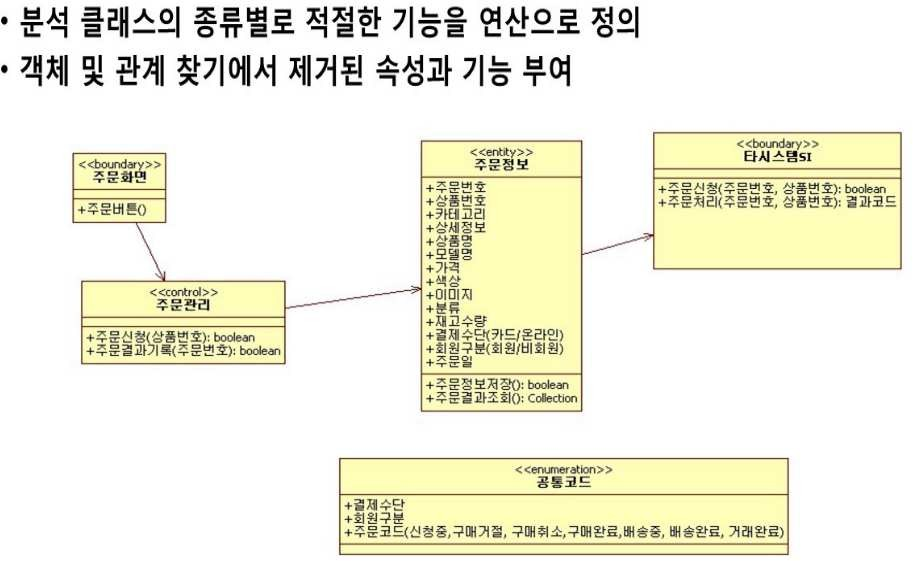 • 분석 클래스의 종류별로 적절한 기능을 연산으로 정의
• 객체 및 관계 찾기에서 제거된 속성과 기능 부여
<<boundary>>
주문화면
+주문버튼()
<<control>>
주문관리
+주문신청(상품번호): boolean
+주문결과기록(주문번호): boolean
<<entity>>
주문정보
+주문번호
+상품번호
+카테고리
+상세정보
+상품명
+모델명
+가격
+색상
+이미지
+분류
+재고수량
+결제수단(카드/온라인)
+회원구분(회원/비회원)
+주문일
+주문정보저장(): boolean
+주문결과조회(): Collection
<<boundary>>
타시스템SI
+주문신청(주문번호, 상품번호): boolean
+주문처리(주문번호, 상품번호): 결과코드
<<enumeration>>
공통코드
+결제수단
+회원구분
+주문코드(신청중,구매거절, 구매취소,구매완료,배송중, 배송완료, 거래완료)